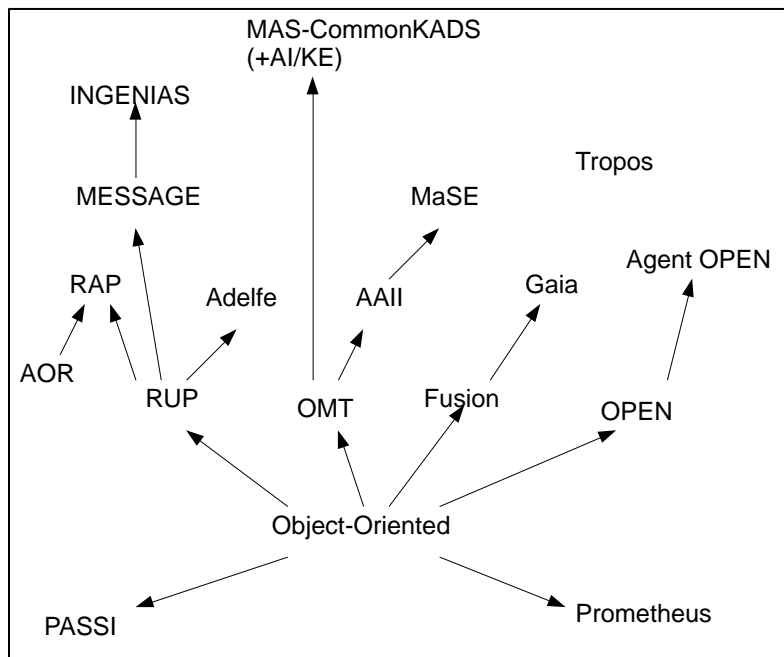 MAS-CommonKADS
(+AI/KE)
INGENIAS
Tropos
MESSAGE
MaSE
Agent OPEN
RAP
Adelfe
AAII
Gaia
AOR
RUP
OMT
Fusion
OPEN
Object-Oriented
PASSI
Prometheus